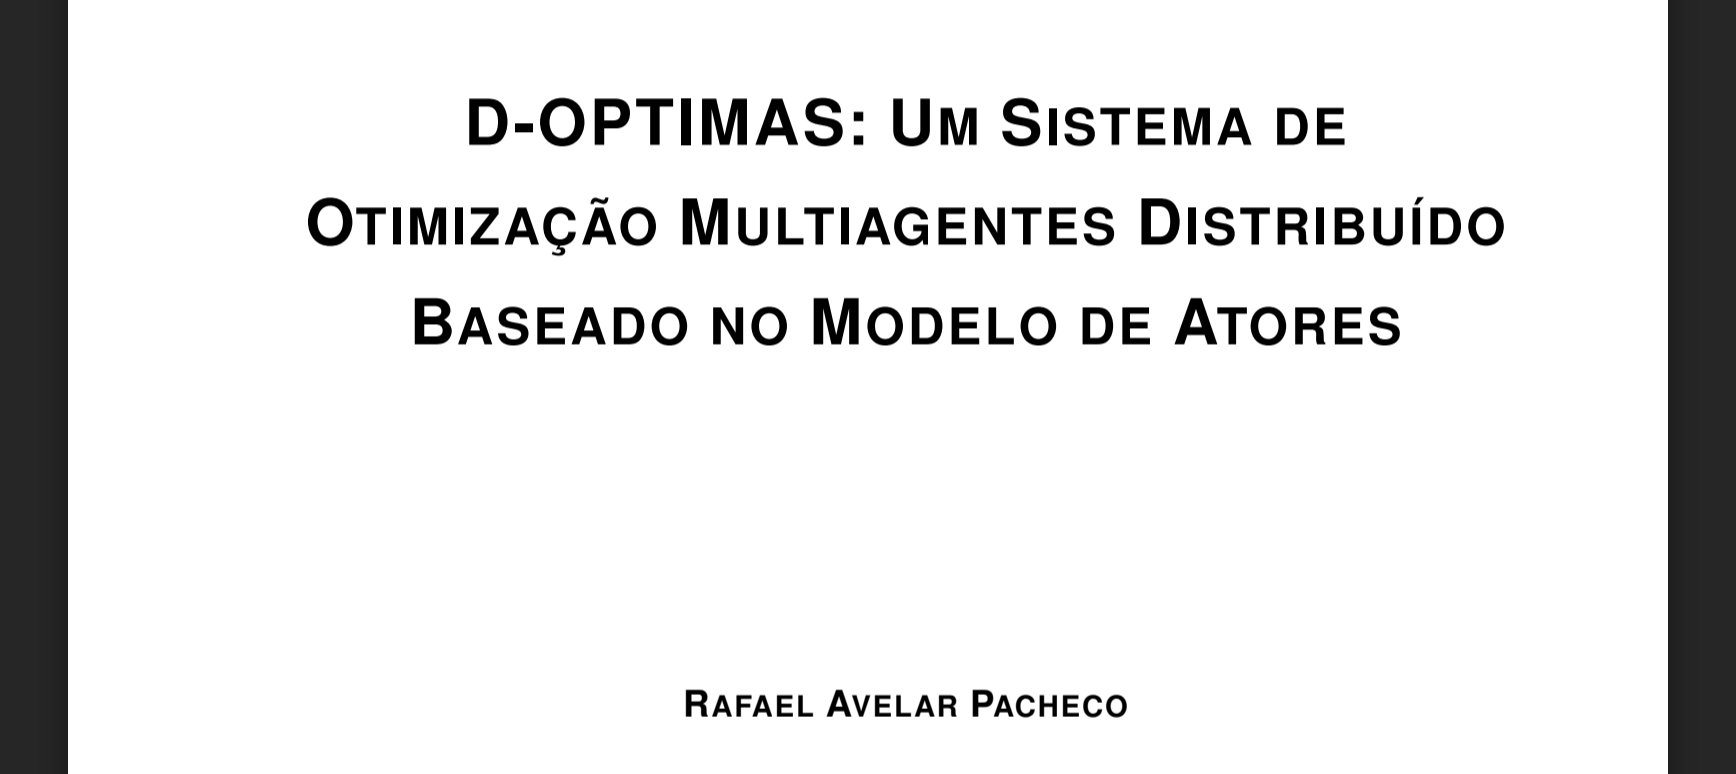 D-OPTIMAS: UM SISTEMA DE
OTIMIZAÇÃO MULTIAGENTES DISTRIBUÍDO
BASEADO NO MODELO DE ATORES
RAFAEL AVELAR PACHECO